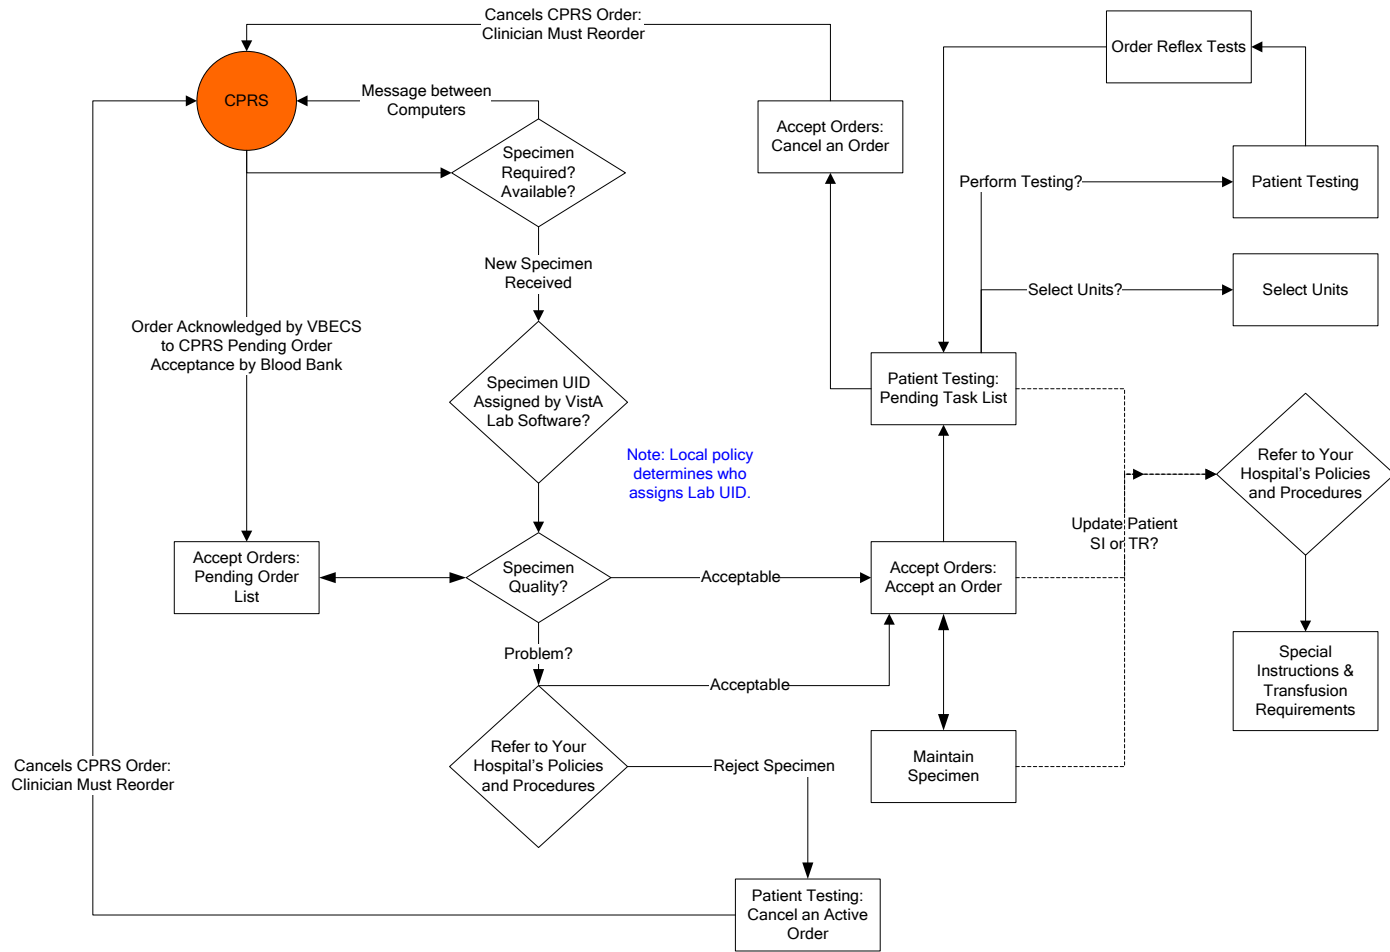 Cancels CPRS Order:
Clinician Must Reorder
Order Reflex Tests
CPRS
Message between
Computers
Accept Orders:
Cancel an Order
Specimen
Required?
Available?
Perform Testing?
Patient Testing
New Specimen
Received
Select Units?
Select Units
Order Acknowledged by VBECS
to CPRS Pending Order
Acceptance by Blood Bank
Specimen UID
Assigned by VistA
Lab Software?
Patient Testing:
Pending Task List
Note: Local policy
determines who
assigns Lab UID.
Refer to Your
Hospital's Policies
and Procedures
Update Patient
SI or TR?
Accept Orders:
Pending Order
List
Specimen
Quality?
Acceptable
Accept Orders:
Accept an Order
Problem?
Acceptable
Special
Instructions &
Transfusion
Requirements
Cancels CPRS Order:
Clinician Must Reorder
Refer to Your
Hospital's Policies
and Procedures
Reject Specimen
Maintain
Specimen
Patient Testing:
Cancel an Active
Order